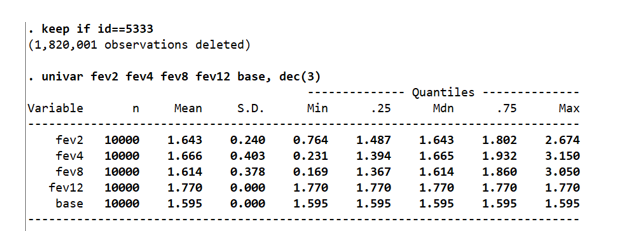 . keep if id==5333
(1,820,001 observations deleted)
. univar fev2 fev4 fev8 fev12 base, dec(3)
-------------- Quantiles --------------
Variable n Mean S.D. Min .25 Mdn .75 Max
-------------------------------------------------------------------------------
fev2 10000 1.643 0.240 0.764 1.487 1.643 1.802 2.674
fev4 10000 1.666 0.403 0.231 1.394 1.665 1.932 3.150
fev8 10000 1.614 0.378 0.169 1.367 1.614 1.860 3.050
fev12 10000 1.770 0.000 1.770 1.770 1.770 1.770 1.770
base 10000 1.595 0.000 1.595 1.595 1.595 1.595 1.595
-------------------------------------------------------------------------------